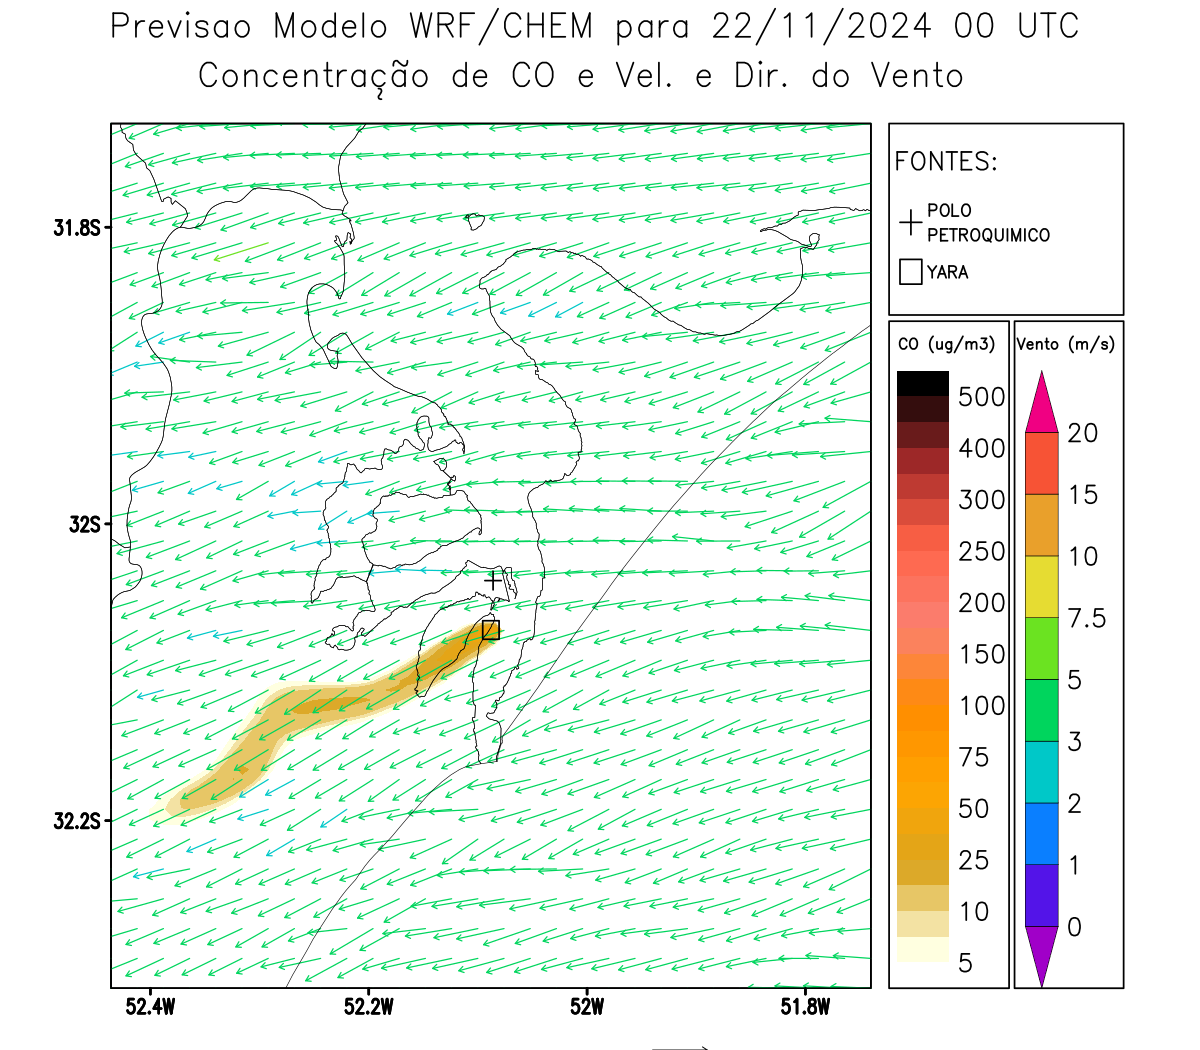 Previsao Modelo WRF/CHEM para 22/11/2024 00 UTC
Concentração de CO e Vel. e Dir. do Vento
FONTES:
POLO
PETROQUIMICO
YARA
CO (ug/m3)
500
400
300
250
200
150
100
75
50
25
10
5
Vento (m/s)
20
15
10
7.5
5
3
2
1
0
31.8S
32S
32.2S
52.4W
52.2W
52W
51.8W